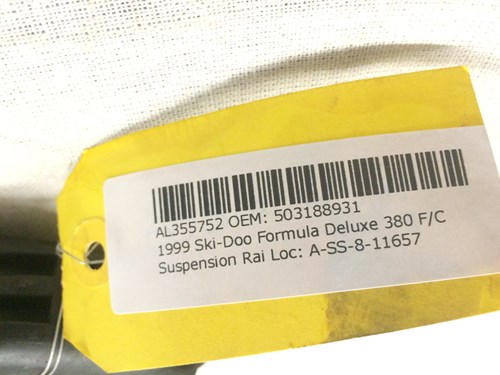 AL355752 OEM: 503188931
1999 Ski-Doo Formula Deluxe 380 F/C
Suspension Rai Loc: A-SS-8-11657